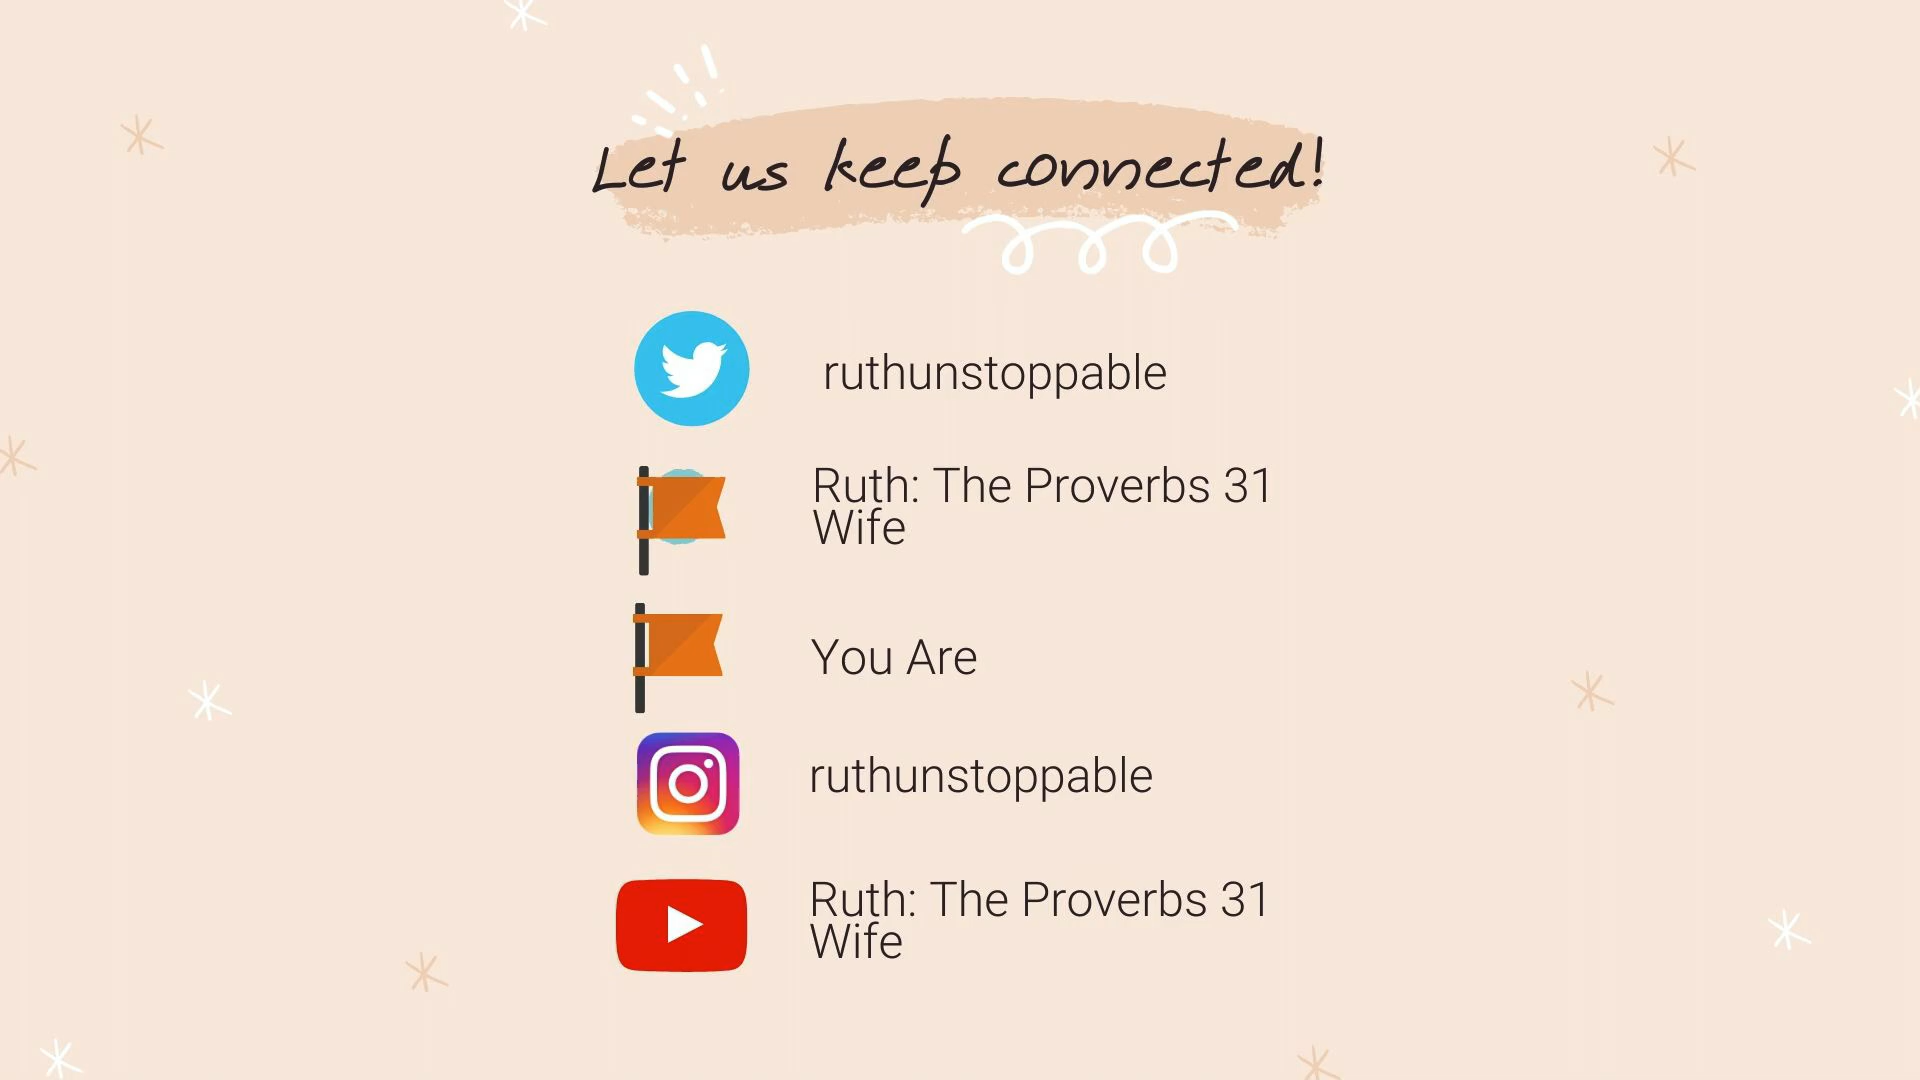 Let us keep connected!
ruthunstoppable
Ruth: The Proverbs 31
Wife
You Are
ruthunstoppable
Ruth: The Proverbs 31
Wife